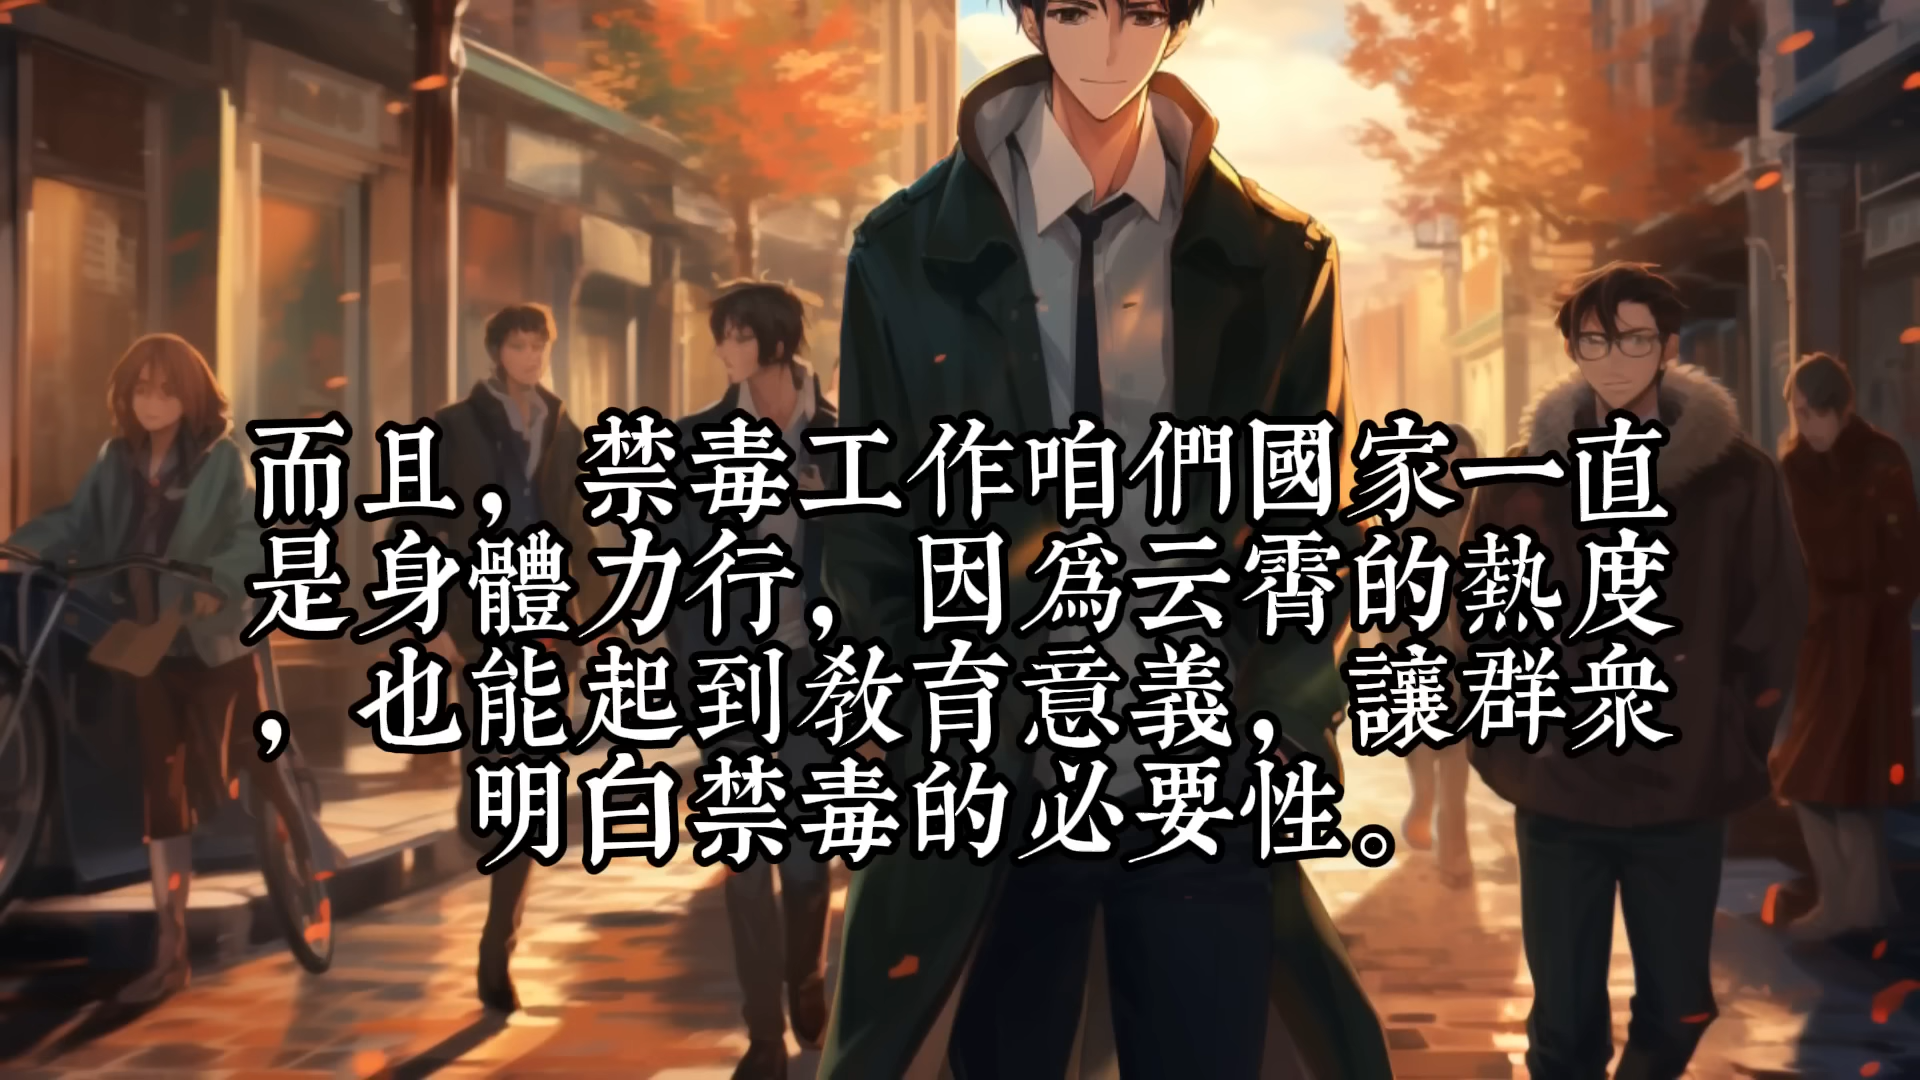 而且，禁毒工作咱們國家一直
是身體力行，因爲云霄的熱度
，也能起到教育意義，讓群衆
明白禁毒的必要性。